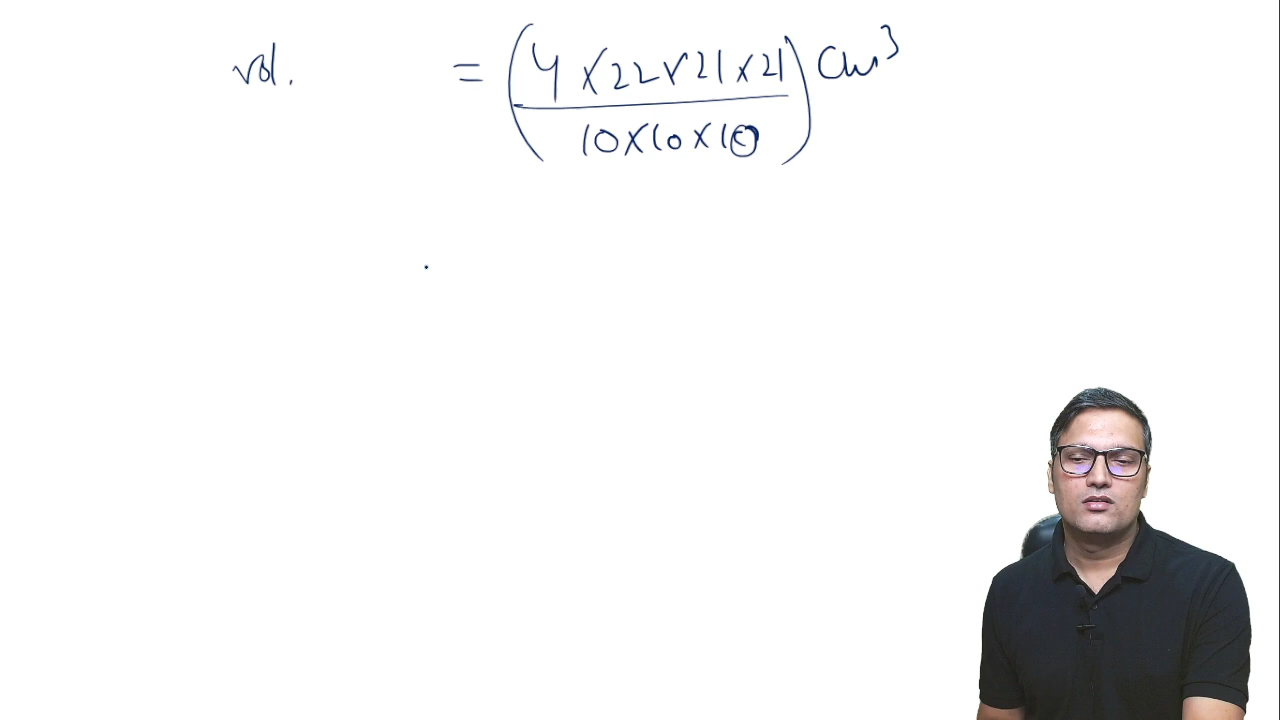 vol. = (4 × 22 × 21 × 21 / 10 × 10 × 10) cm³